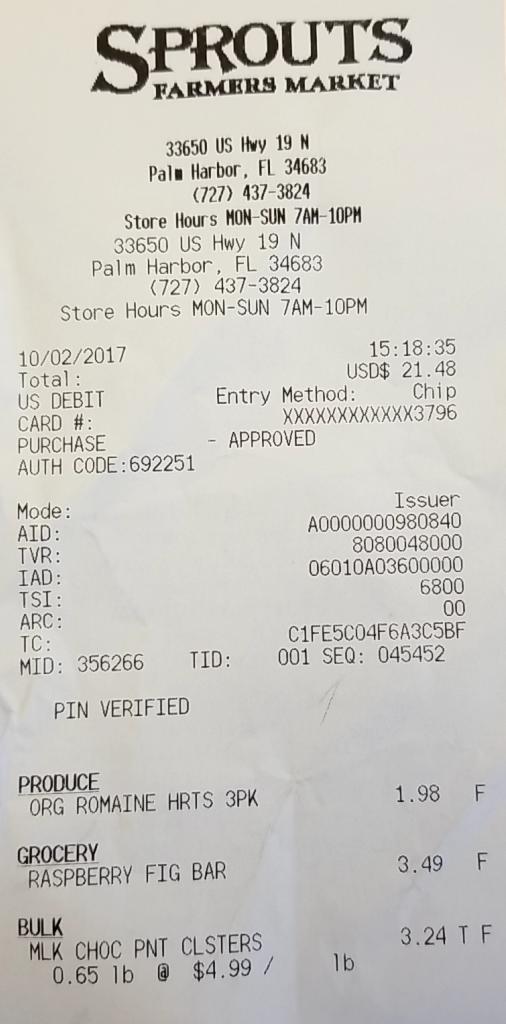 SPROUTS
FARMERS MARKET
33650 US Hwy 19 N
Palm Harbor, FL 34683
(727) 437-3824
Store Hours MON-SUN 7AM-10PM
33650 US Hwy 19 N
Palm Harbor, FL 34683
(727) 437-3824
Store Hours MON-SUN 7AM-10PM
10/02/2017 15:18:35
Total: USD$ 21.48
US DEBIT Entry Method: Chip
CARD #: XXXXXXXXXXXX3796
PURCHASE - APPROVED
AUTH CODE:692251
Mode: Issuer
AID: A0000000980840
TVR: 8080048000
IAD: 06010A03600000
TSI: 6800
ARC: 00
TC: C1FE5C04F6A3C5BF
MID: 356266 TID: 001 SEQ: 045452
PIN VERIFIED
PRODUCE
ORG ROMAINE HRTS 3PK 1.98 F
GROCERY
RASPBERRY FIG BAR 3.49 F
BULK
MLK CHOC PNT CLSTERS 3.24 T F
0.65 lb @ $4.99 / lb